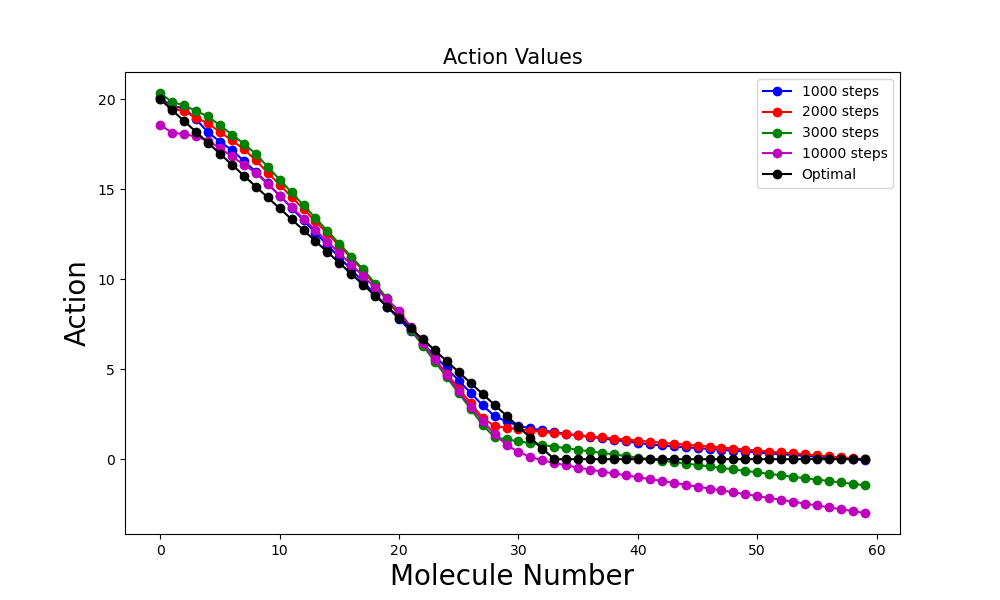 Action Values
1000 steps
2000 steps
3000 steps
10000 steps
Optimal
Action
20
15
10
5
0
0 10 20 30 40 50 60
Molecule Number